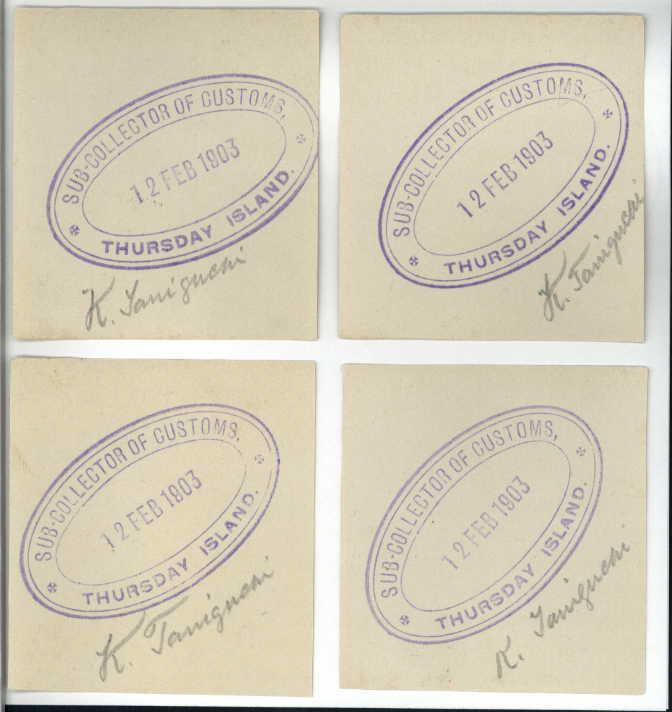 SUB-COLLECTOR OF CUSTOMS,
12 FEB 1903
THURSDAY ISLAND.
K. Taniguchi
SUB-COLLECTOR OF CUSTOMS,
12 FEB 1903
THURSDAY ISLAND.
K. Taniguchi
SUB-COLLECTOR OF CUSTOMS,
12 FEB 1903
THURSDAY ISLAND.
K. Taniguchi
SUB-COLLECTOR OF CUSTOMS,
12 FEB 1903
THURSDAY ISLAND.
K. Taniguchi